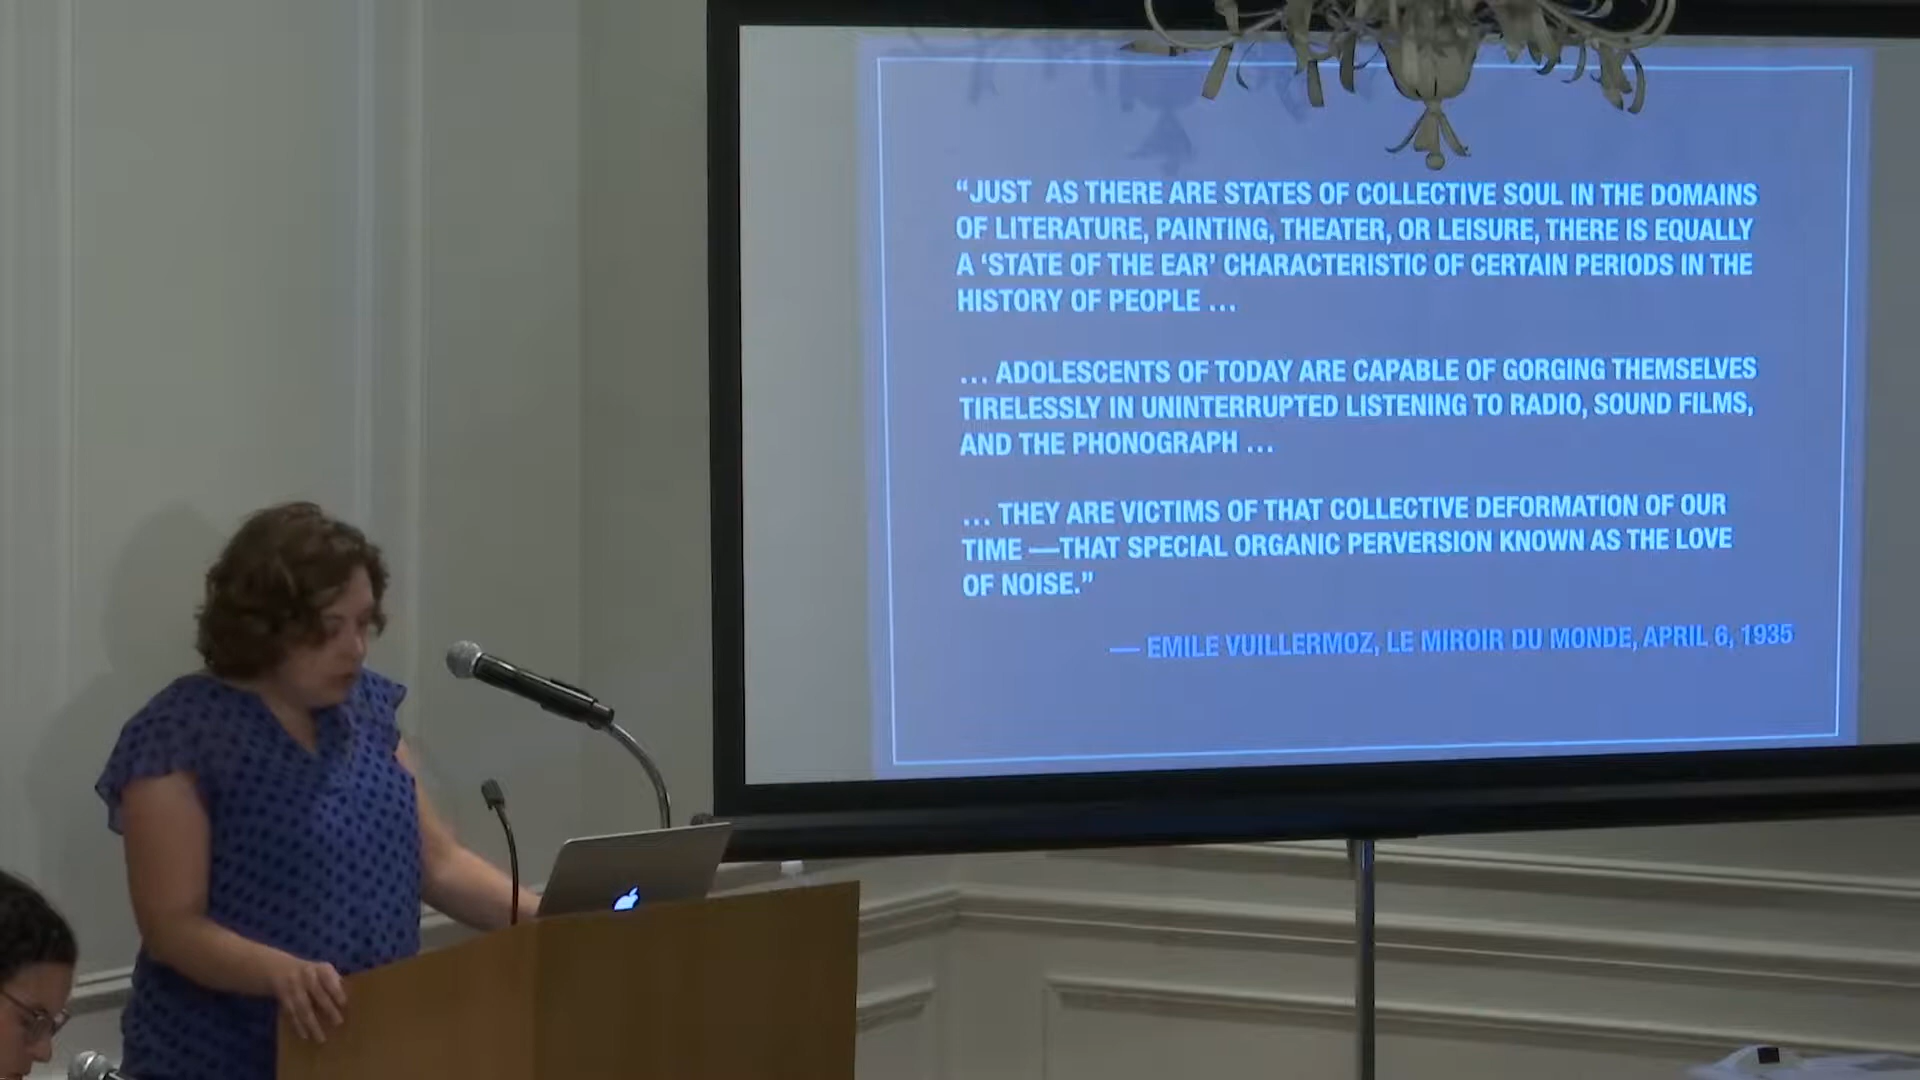 “JUST AS THERE ARE STATES OF COLLECTIVE SOUL IN THE DOMAINS
OF LITERATURE, PAINTING, THEATER, OR LEISURE, THERE IS EQUALLY
A ‘STATE OF THE EAR’ CHARACTERISTIC OF CERTAIN PERIODS IN THE
HISTORY OF PEOPLE …
… ADOLESCENTS OF TODAY ARE CAPABLE OF GORGING THEMSELVES
TIRELESSLY IN UNINTERRUPTED LISTENING TO RADIO, SOUND FILMS,
AND THE PHONOGRAPH …
… THEY ARE VICTIMS OF THAT COLLECTIVE DEFORMATION OF OUR
TIME —THAT SPECIAL ORGANIC PERVERSION KNOWN AS THE LOVE
OF NOISE.”
— EMILE VUILLERMOZ, LE MIROIR DU MONDE, APRIL 6, 1935